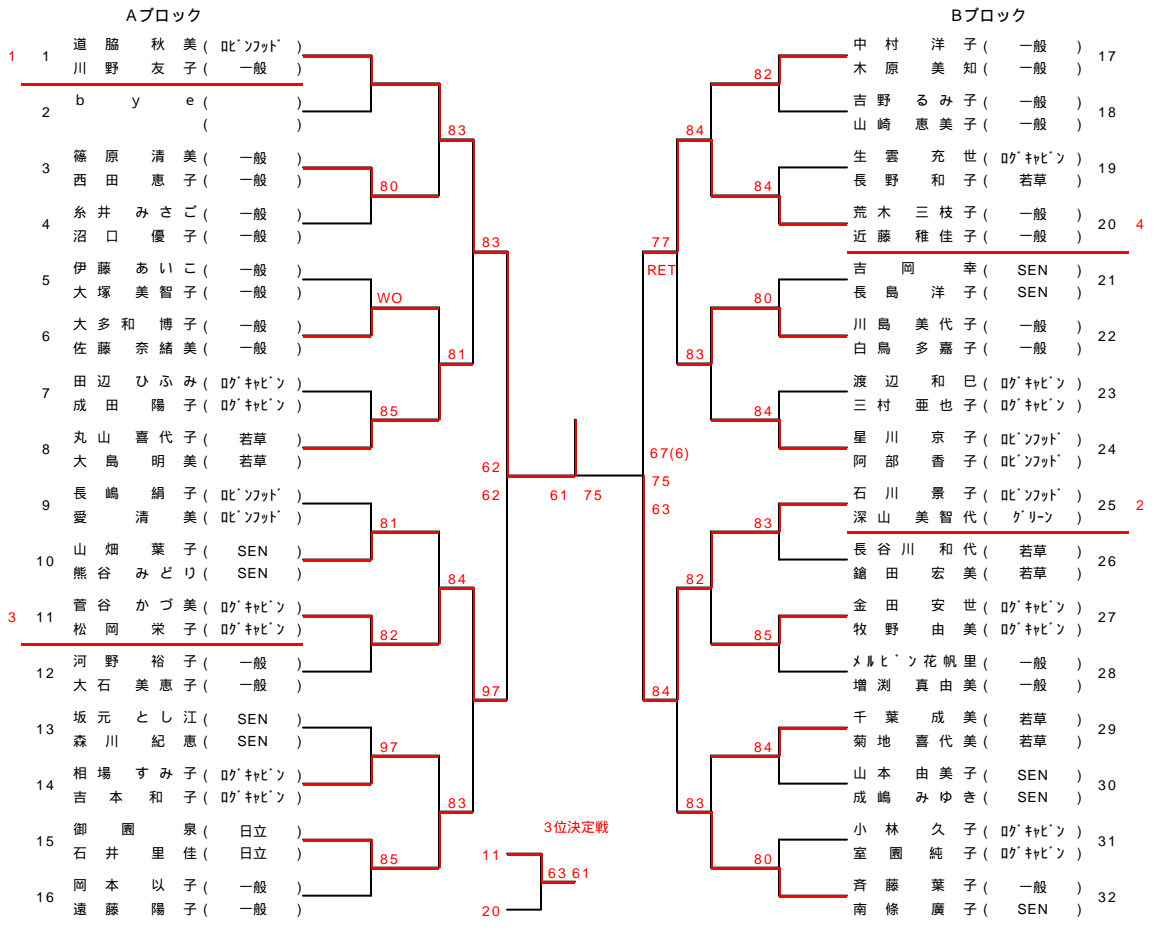 Aブロック
Bブロック
1 1 道脇 秋美 ( ﾛﾋﾞﾝﾌｯﾄﾞ )
川野 友子 ( 一般 )
2 bye ( )
( )
83
3 篠原 清美 ( 一般 )
西田 恵子 ( 一般 )
80
4 糸井 みさご ( 一般 )
沼口 優子 ( 一般 )
83
5 伊藤 あいこ ( 一般 )
大塚 美智子 ( 一般 )
WO
6 大多和 博子 ( 一般 )
佐藤 奈緒美 ( 一般 )
81
7 田辺 ひふみ ( ﾛｸﾞｷｬﾋﾞﾝ )
成田 陽子 ( ﾛｸﾞｷｬﾋﾞﾝ )
85
8 丸山 喜代子 ( 若草 )
大島 明美 ( 若草 )
62
62
61 75
9 長嶋 絹子 ( ﾛﾋﾞﾝﾌｯﾄﾞ )
愛 清美 ( ﾛﾋﾞﾝﾌｯﾄﾞ )
81
10 山畑 葉子 ( SEN )
熊谷 みどり ( SEN )
84
3 11 菅谷 かづ美 ( ﾛｸﾞｷｬﾋﾞﾝ )
松岡 栄子 ( ﾛｸﾞｷｬﾋﾞﾝ )
82
12 河野 裕子 ( 一般 )
大石 美恵子 ( 一般 )
97
13 坂元 とし江 ( SEN )
森川 紀恵 ( SEN )
97
14 相場 すみ子 ( ﾛｸﾞｷｬﾋﾞﾝ )
吉本 和子 ( ﾛｸﾞｷｬﾋﾞﾝ )
83
15 御園 泉 ( 日立 )
石井 里佳 ( 日立 )
85
16 岡本 以子 ( 一般 )
遠藤 陽子 ( 一般 )
3位決定戦
11
63 61
20
中村 洋子 ( 一般 ) 17
木原 美知 ( 一般 )
82
吉野 るみ子 ( 一般 ) 18
山崎 恵美子 ( 一般 )
84
生雲 充世 ( ﾛｸﾞｷｬﾋﾞﾝ ) 19
長野 和子 ( 若草 )
84
荒木 三枝子 ( 一般 ) 20 4
近藤 稚佳子 ( 一般 )
77
RET
吉岡 幸 ( SEN ) 21
長島 洋子 ( SEN )
80
川島 美代子 ( 一般 ) 22
白鳥 多嘉子 ( 一般 )
83
渡辺 和巳 ( ﾛｸﾞｷｬﾋﾞﾝ ) 23
三村 亜也子 ( ﾛｸﾞｷｬﾋﾞﾝ )
84
星川 京子 ( ﾛﾋﾞﾝﾌｯﾄﾞ ) 24
阿部 香子 ( ﾛﾋﾞﾝﾌｯﾄﾞ )
67(6)
75
63
石川 景子 ( ﾛﾋﾞﾝﾌｯﾄﾞ ) 25 2
深山 美智代 ( ｸﾞﾘｰﾝ )
83
長谷川 和代 ( 若草 ) 26
鎗田 宏美 ( 若草 )
82
金田 安世 ( ﾛｸﾞｷｬﾋﾞﾝ ) 27
牧野 由美 ( ﾛｸﾞｷｬﾋﾞﾝ )
85
ﾒﾙﾋﾞﾝ花帆里 ( 一般 ) 28
増渕 真由美 ( 一般 )
84
千葉 成美 ( 若草 ) 29
菊地 喜代美 ( 若草 )
84
山本 由美子 ( SEN ) 30
成嶋 みゆき ( SEN )
83
小林 久子 ( ﾛｸﾞｷｬﾋﾞﾝ ) 31
室園 純子 ( ﾛｸﾞｷｬﾋﾞﾝ )
80
斉藤 葉子 ( 一般 ) 32
南條 廣子 ( SEN )